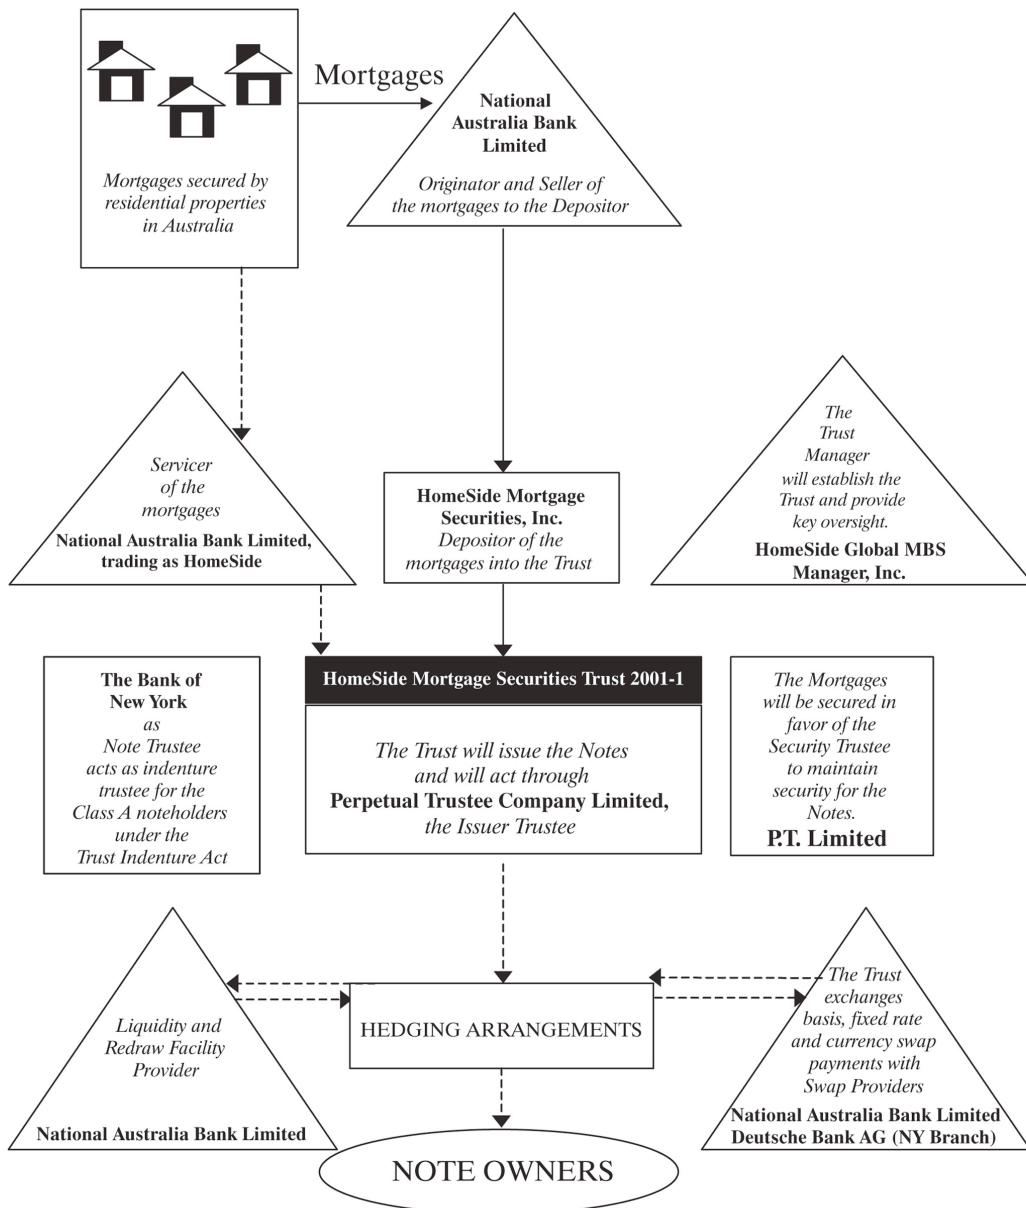 Mortgages
Mortgages secured by
residential properties
in Australia
National
Australia Bank
Limited
Originator and Seller of
the mortgages to the Depositor
Servicer
of the
mortgages
National Australia Bank Limited,
trading as HomeSide
HomeSide Mortgage
Securities, Inc.
Depositor of the
mortgages into the Trust
The
Trust
Manager
will establish the
Trust and provide
key oversight.
HomeSide Global MBS
Manager, Inc.
The Bank of
New York
as
Note Trustee
acts as indenture
trustee for the
Class A noteholders
under the
Trust Indenture Act
HomeSide Mortgage Securities Trust 2001-1
The Trust will issue the Notes
and will act through
Perpetual Trustee Company Limited,
the Issuer Trustee
The Mortgages
will be secured in
favor of the
Security Trustee
to maintain
security for the
Notes.
P.T. Limited
Liquidity and
Redraw Facility
Provider
National Australia Bank Limited
HEDGING ARRANGEMENTS
The Trust
exchanges
basis, fixed rate
and currency swap
payments with
Swap Providers
National Australia Bank Limited
Deutsche Bank AG (NY Branch)
NOTE OWNERS